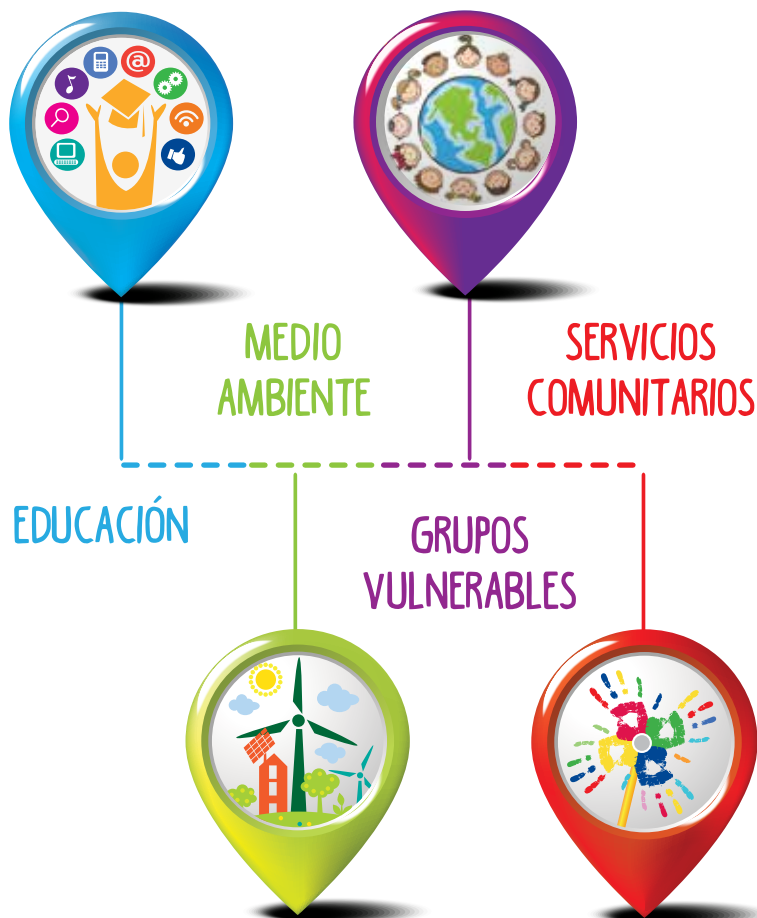 MEDIO
AMBIENTE
SERVICIOS
COMUNITARIOS
EDUCACIÓN
GRUPOS
VULNERABLES